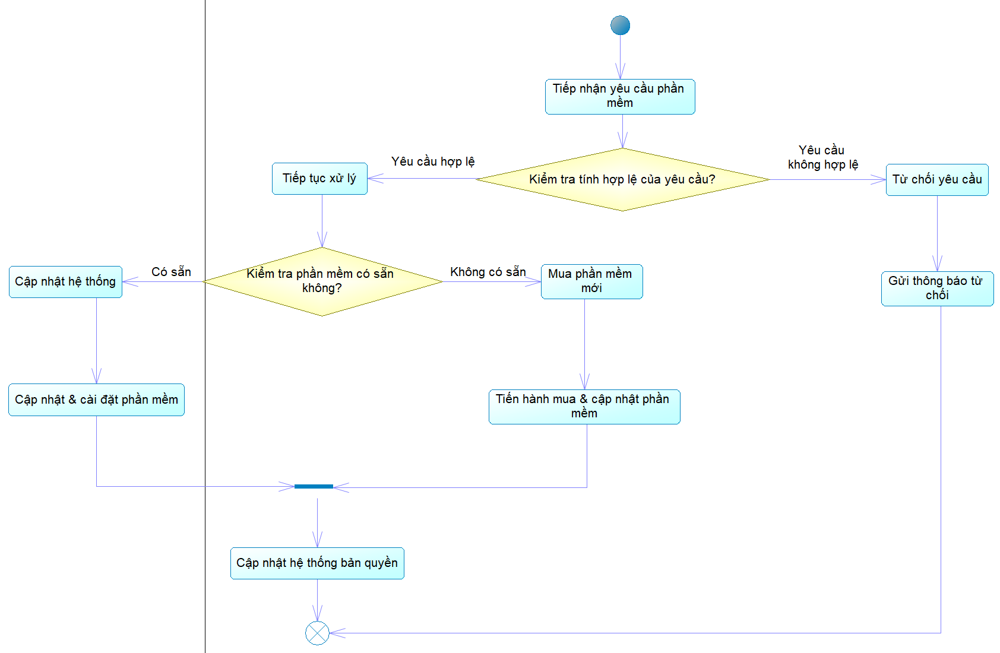 Tiếp nhận yêu cầu phần
mềm
Kiểm tra tính hợp lệ của yêu cầu?
Yêu cầu hợp lệ
Yêu cầu
không hợp lệ
Tiếp tục xử lý
Từ chối yêu cầu
Kiểm tra phần mềm có sẵn
không?
Có sẵn
Không có sẵn
Cập nhật hệ thống
Mua phần mềm
mới
Gửi thông báo từ
chối
Cập nhật & cài đặt phần mềm
Tiến hành mua & cập nhật phần
mềm
Cập nhật hệ thống bản quyền